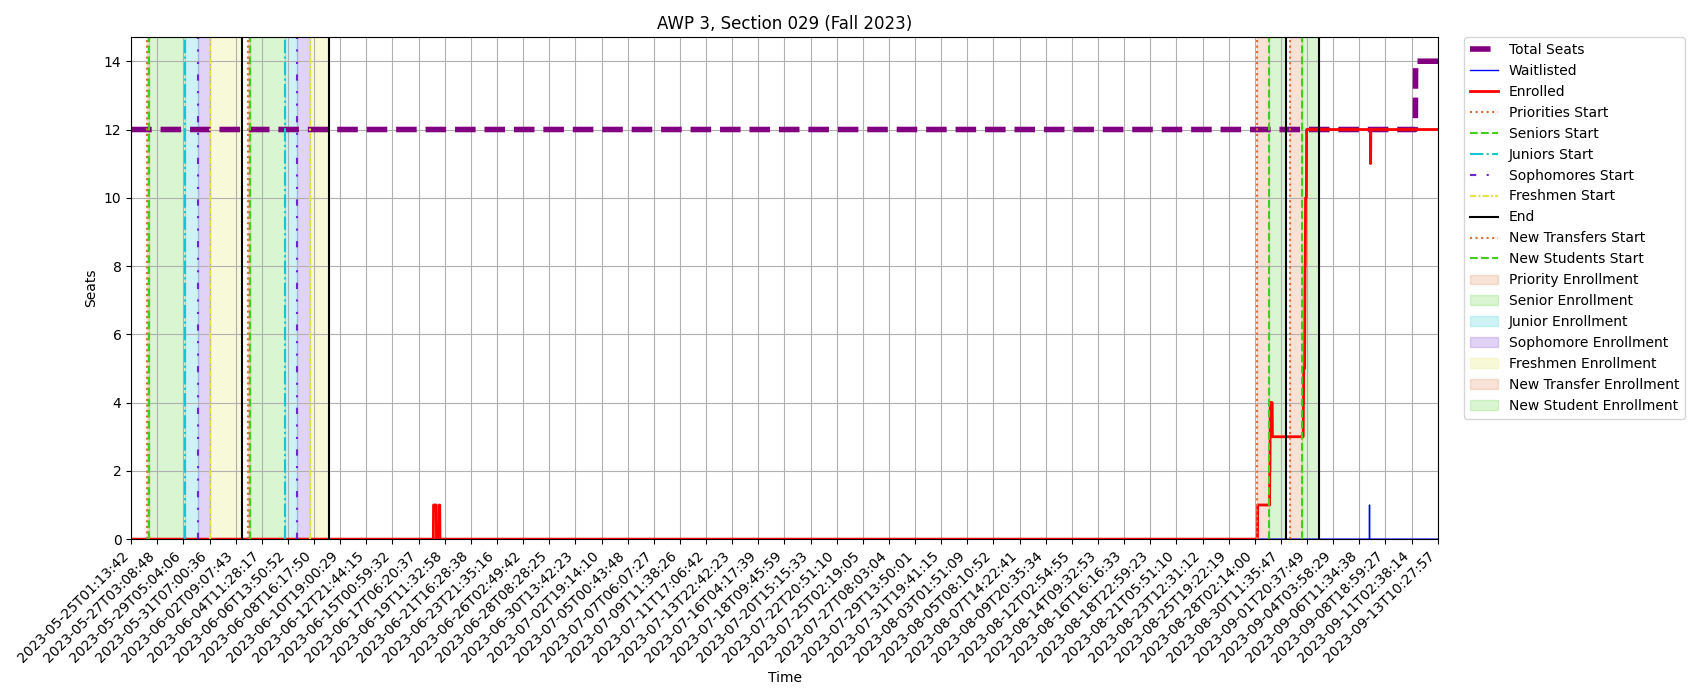 AWP 3, Section 029 (Fall 2023)
Seats
14
12
10
8
6
4
2
0
2023-05-25T01:13:42
2023-05-27T03:08:48
2023-05-29T05:04:06
2023-05-31T07:00:36
2023-06-02T09:07:43
2023-06-04T11:28:17
2023-06-06T13:50:52
2023-06-08T16:17:50
2023-06-10T19:00:29
2023-06-12T21:44:15
2023-06-15T00:59:32
2023-06-17T06:20:37
2023-06-19T11:32:58
2023-06-21T16:28:38
2023-06-23T21:35:16
2023-06-26T02:49:42
2023-06-28T08:28:25
2023-06-30T13:42:23
2023-07-02T19:14:10
2023-07-05T00:43:48
2023-07-07T06:07:27
2023-07-09T11:38:26
2023-07-11T17:06:42
2023-07-13T22:42:23
2023-07-16T04:17:39
2023-07-18T09:45:59
2023-07-20T15:15:33
2023-07-22T20:51:10
2023-07-25T02:19:05
2023-07-27T08:03:04
2023-07-29T13:50:01
2023-07-31T19:41:15
2023-08-03T01:51:09
2023-08-05T08:10:52
2023-08-07T14:22:41
2023-08-09T20:35:34
2023-08-12T02:54:55
2023-08-14T09:32:53
2023-08-16T16:16:33
2023-08-18T22:59:23
2023-08-21T05:51:10
2023-08-23T12:31:12
2023-08-25T19:22:19
2023-08-28T02:14:00
2023-08-30T11:35:47
2023-09-01T20:37:49
2023-09-04T03:58:29
2023-09-06T11:34:38
2023-09-08T18:59:27
2023-09-11T02:38:14
2023-09-13T10:27:57
Time
Total Seats
Waitlisted
Enrolled
Priorities Start
Seniors Start
Juniors Start
Sophomores Start
Freshmen Start
End
New Transfers Start
New Students Start
Priority Enrollment
Senior Enrollment
Junior Enrollment
Sophomore Enrollment
Freshmen Enrollment
New Transfer Enrollment
New Student Enrollment